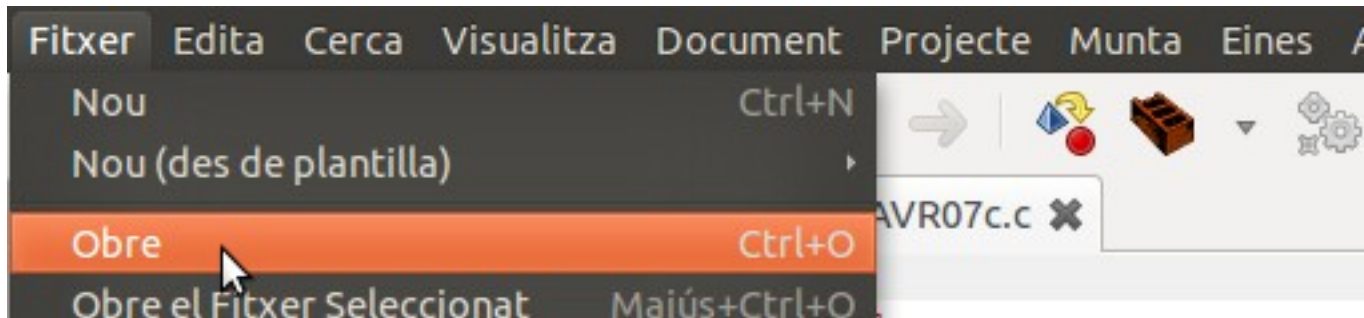 Fitxer Edita Cerca Visualitza Document Projecte Munta Eines
Nou Ctrl+N
Nou (des de plantilla)
AVR07c.c
Obre Ctrl+O
Obre el Fitxer Seleccionat Majús+Ctrl+O